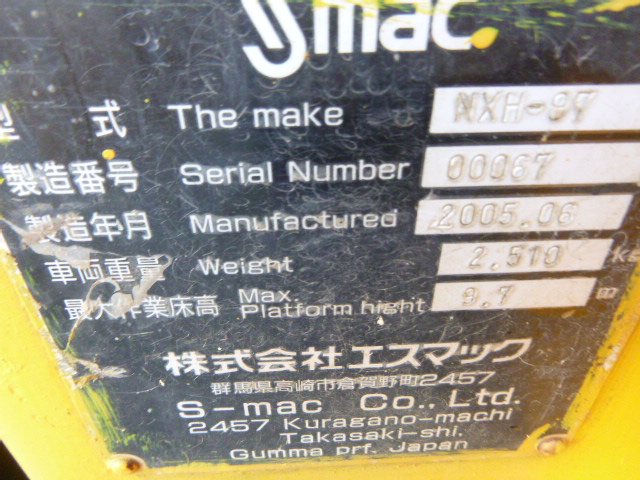 Smac
型 式 The make NXH-97
製造番号 Serial Number 00067
製造年月 Manufactured 2005.06
車両重量 Weight 2.510 Kg
最大作業床高 Max. Platform hight 9.7 m
株式会社エスマック
群馬県高崎市倉賀野町2457
S-mac Co., Ltd.
2457 Kuragano-machi
Takasaki-shi,
Gumma prf. Japan